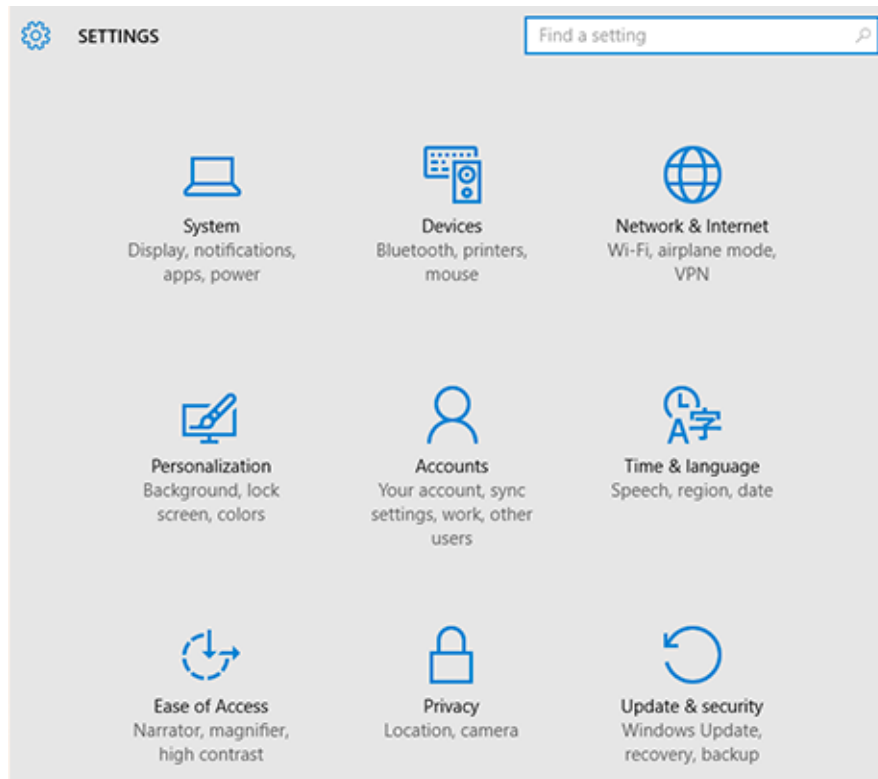 SETTINGS
Find a setting
System
Display, notifications,
apps, power
Devices
Bluetooth, printers,
mouse
Network & Internet
Wi-Fi, airplane mode,
VPN
Personalization
Background, lock
screen, colors
Accounts
Your account, sync
settings, work, other
users
A字
Time & language
Speech, region, date
Ease of Access
Narrator, magnifier,
high contrast
Privacy
Location, camera
Update & security
Windows Update,
recovery, backup